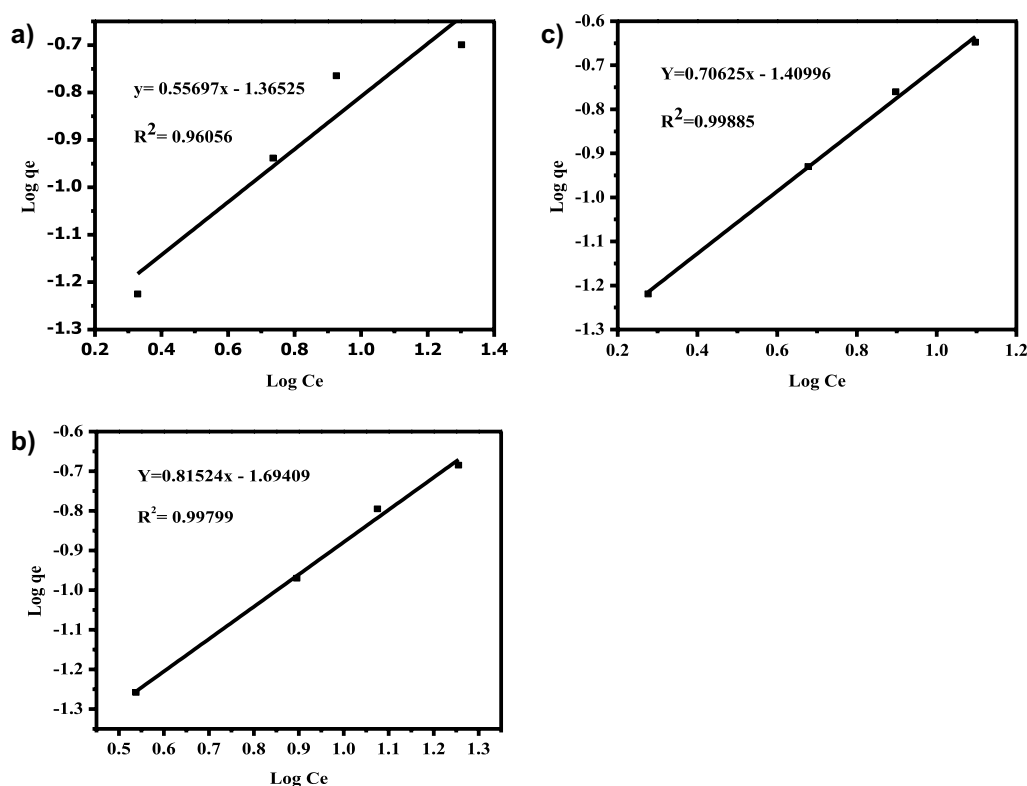 a)
y= 0.55697x - 1.36525
R2= 0.96056
Log qe
-0.7
-0.8
-0.9
-1.0
-1.1
-1.2
-1.3
0.2 0.4 0.6 0.8 1.0 1.2 1.4
Log Ce
c)
Y=0.70625x - 1.40996
R2=0.99885
Log qe
-0.6
-0.7
-0.8
-0.9
-1.0
-1.1
-1.2
-1.3
0.2 0.4 0.6 0.8 1.0 1.2
Log Ce
b)
Y=0.81524x - 1.69409
R²= 0.99799
Log qe
-0.6
-0.7
-0.8
-0.9
-1.0
-1.1
-1.2
-1.3
0.5 0.6 0.7 0.8 0.9 1.0 1.1 1.2 1.3
Log Ce